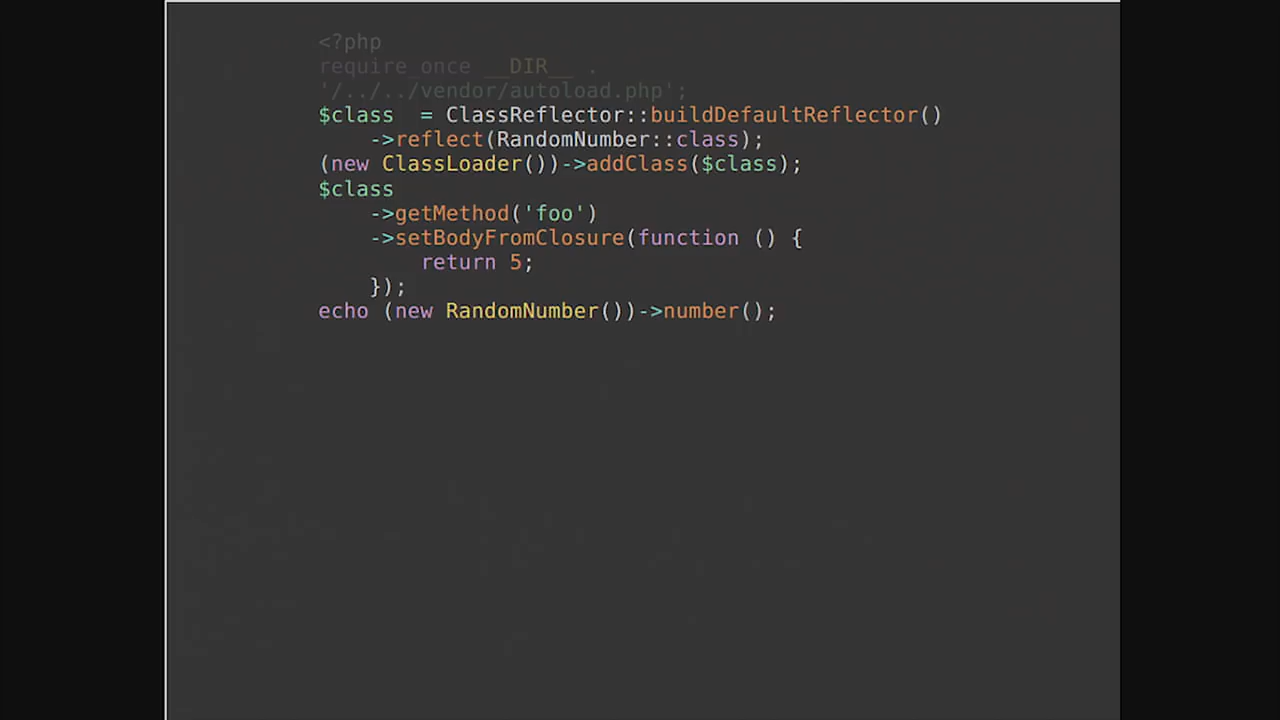 <?php
require_once __DIR__ .
'/../../vendor/autoload.php';
$class  = ClassReflector::buildDefaultReflector()
    ->reflect(RandomNumber::class);
(new ClassLoader())->addClass($class);
$class
    ->getMethod('foo')
    ->setBodyFromClosure(function () {
        return 5;
    });
echo (new RandomNumber())->number();